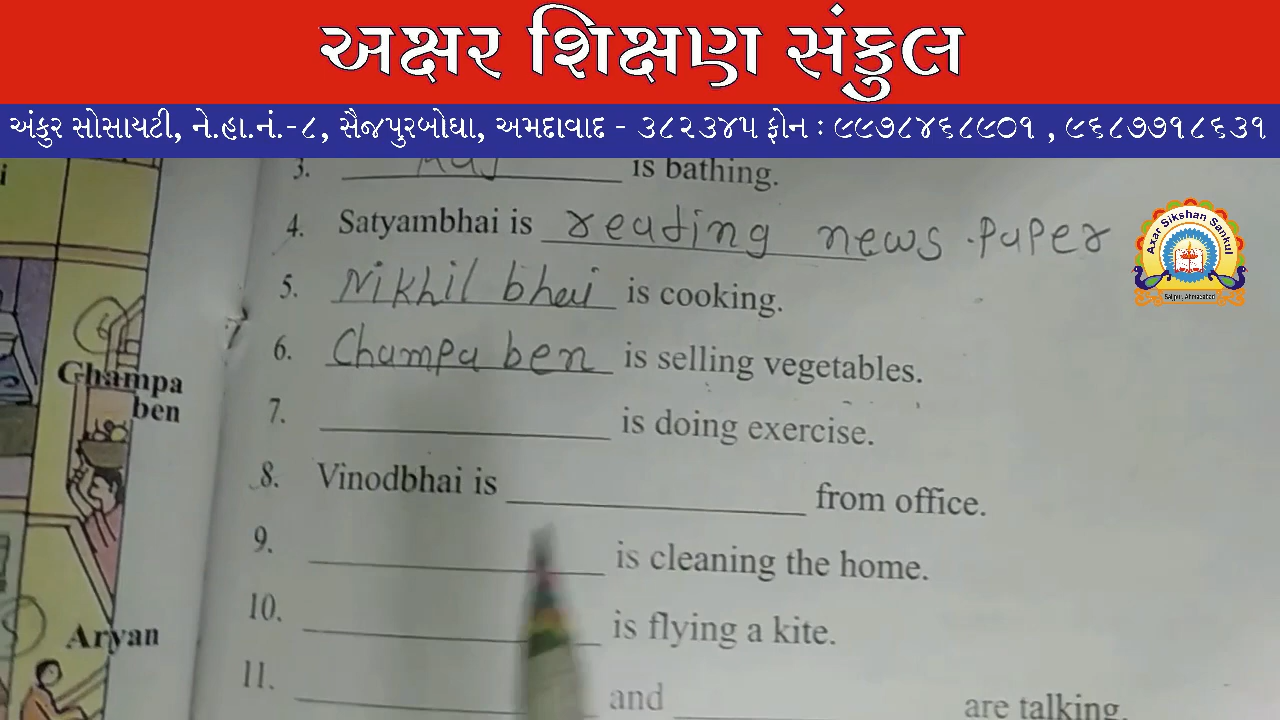 અક્ષર શિક્ષણ સંકુલ
અંકુર સોસાયટી, ને.હા.નં.-૮, સૈજપુરબોઘા, અમદાવાદ - ૩૮૨૩૪૫ ફોન : ૯૯૭૮૪૬૮૯૦૧ , ૯૬૮૭૭૧૮૬૩૧
Axar Sikshan Sankul
Saijpur, Ahmedabad
3. Raj is bathing.
4. Satyambhai is reading news paper
5. Nikhil bhai is cooking.
6. Champa ben is selling vegetables.
7. is doing exercise.
8. Vinodbhai is from office.
9. is cleaning the home.
10. is flying a kite.
11. and are talking.
Champa
ben
Aryan